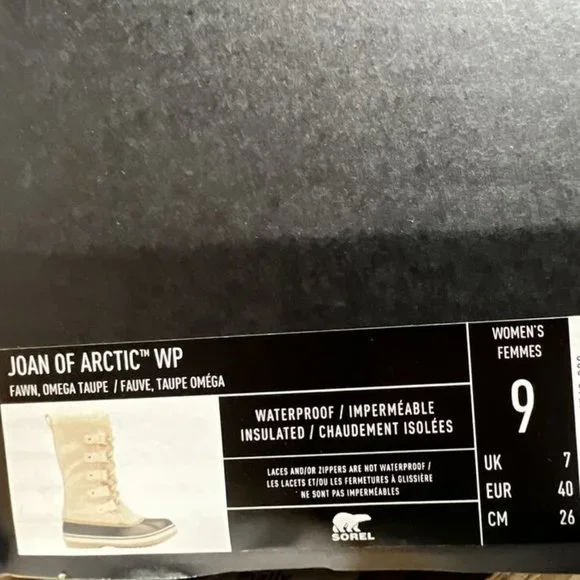 JOAN OF ARCTIC™ WP
FAWN, OMEGA TAUPE / FAUVE, TAUPE OMÉGA
WATERPROOF / IMPERMÉABLE
INSULATED / CHAUDEMENT ISOLÉES
LACES AND/OR ZIPPERS ARE NOT WATERPROOF /
LES LACETS ET/OU LES FERMETURES À GLISSIÈRE
NE SONT PAS IMPERMÉABLES
SOREL
WOMEN'S
FEMMES
9
UK 7
EUR 40
CM 26